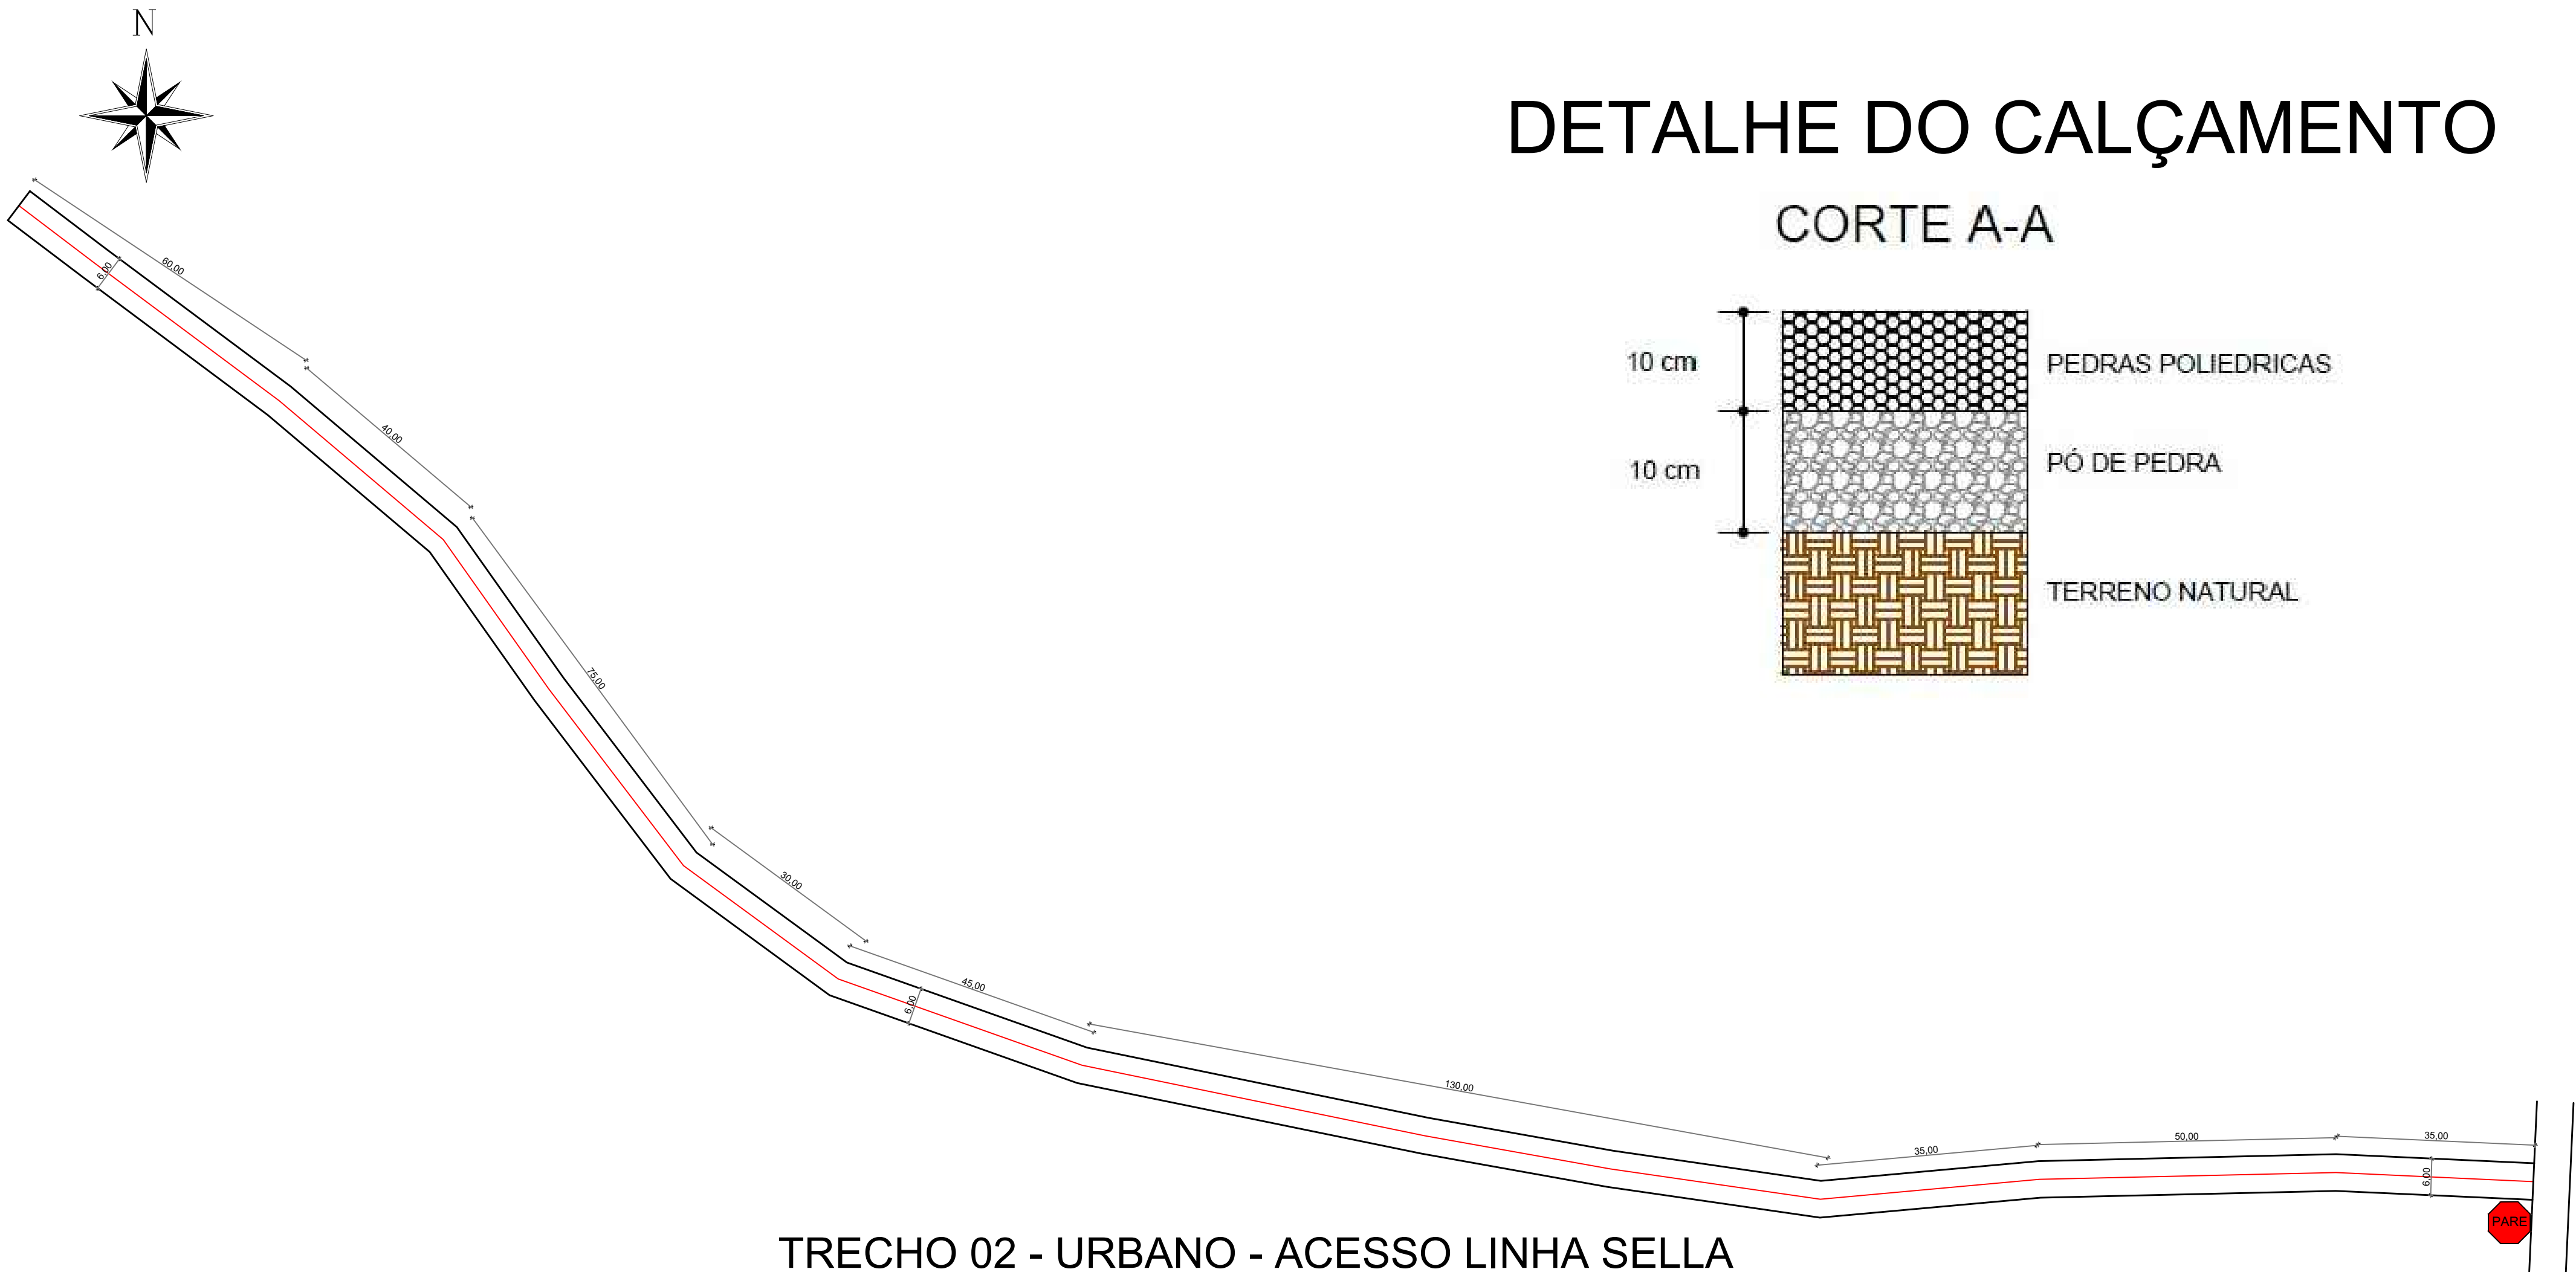 N
DETALHE DO CALÇAMENTO
CORTE A-A
10 cm
PEDRAS POLIEDRICAS
10 cm
PÓ DE PEDRA
TERRENO NATURAL
60,00
6,00
40,00
75,00
30,00
45,00
6,00
130,00
35,00
50,00
35,00
6,00
PARE
TRECHO 02 - URBANO - ACESSO LINHA SELLA